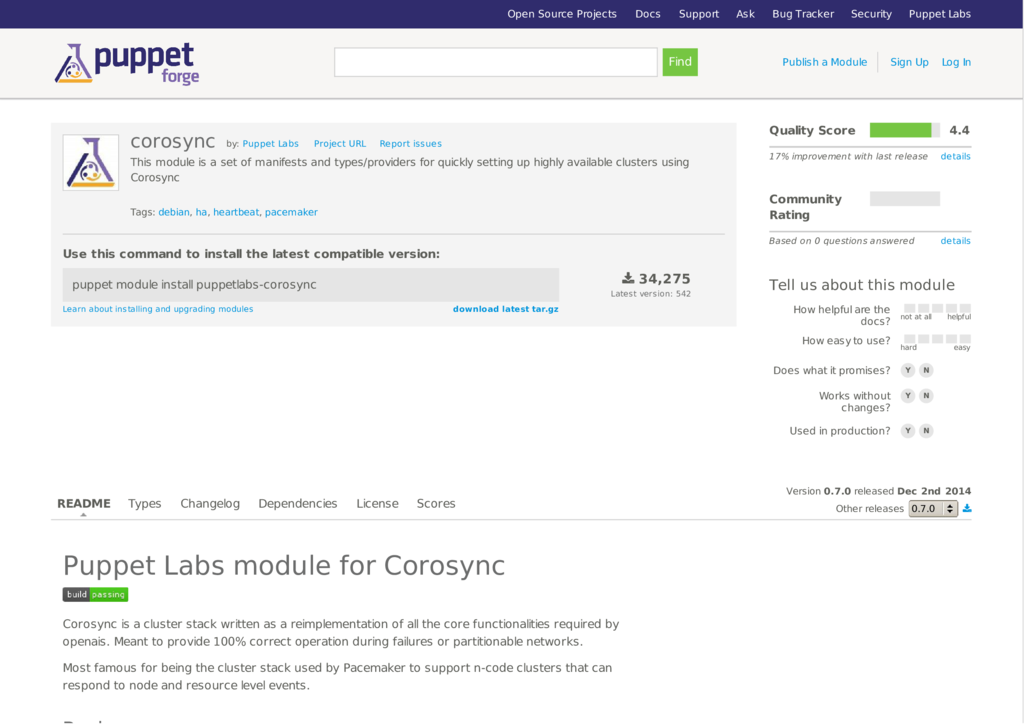 Open Source Projects Docs Support Ask Bug Tracker Security Puppet Labs
puppet
forge
Find
Publish a Module Sign Up Log In
corosync by: Puppet Labs Project URL Report issues
This module is a set of manifests and types/providers for quickly setting up highly available clusters using
Corosync
Tags: debian, ha, heartbeat, pacemaker
Use this command to install the latest compatible version:
puppet module install puppetlabs-corosync
Learn about installing and upgrading modules download latest tar.gz
34,275
Latest version: 542
Quality Score 4.4
17% improvement with last release details
Community
Rating
Based on 0 questions answered details
Tell us about this module
How helpful are the
docs?
not at all helpful
How easy to use?
hard easy
Does what it promises? Y N
Works without
changes?
Y N
Used in production? Y N
README Types Changelog Dependencies License Scores
Version 0.7.0 released Dec 2nd 2014
Other releases 0.7.0
Puppet Labs module for Corosync
build passing
Corosync is a cluster stack written as a reimplementation of all the core functionalities required by
openais. Meant to provide 100% correct operation during failures or partitionable networks.
Most famous for being the cluster stack used by Pacemaker to support n-code clusters that can
respond to node and resource level events.